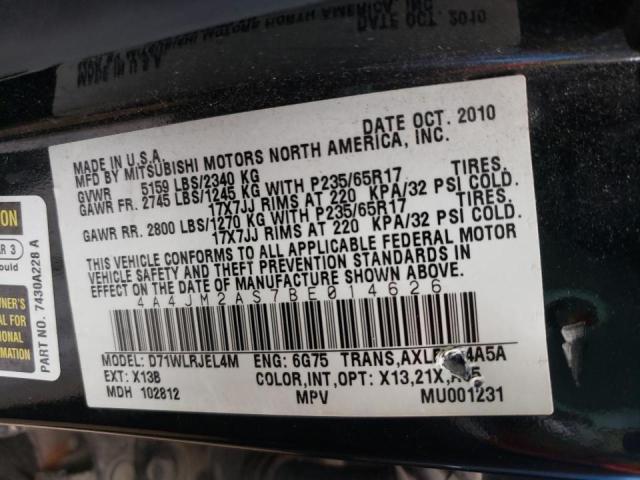 DATE OCT. 2010
MADE IN U.S.A.
MFD BY MITSUBISHI MOTORS NORTH AMERICA, INC.
GVWR 5159 LBS/2340 KG
GAWR FR. 2745 LBS/1245 KG WITH P235/65R17 TIRES.
17X7JJ RIMS AT 220 KPA/32 PSI COLD.
GAWR RR. 2800 LBS/1270 KG WITH P235/65R17 TIRES.
17X7JJ RIMS AT 220 KPA/32 PSI COLD.
THIS VEHICLE CONFORMS TO ALL APPLICABLE FEDERAL MOTOR
VEHICLE SAFETY AND THEFT PREVENTION STANDARDS IN
EFFECT ON THE DATE OF MANUFACTURE SHOWN ABOVE.
4A4JM2AS7BE014626
MODEL: D71WLRJEL4M ENG: 6G75 TRANS,AXL 4A5A
EXT: X13B COLOR,INT,OPT: X13,21X,
MDH 102812 MPV MU001231
PART NO. 7430A228 A